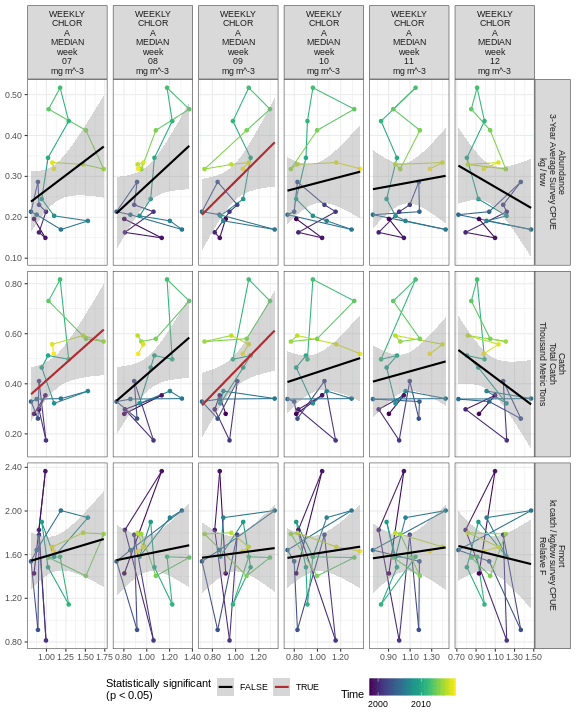 WEEKLY
CHLOR
A
MEDIAN
week
07
mg m^-3
WEEKLY
CHLOR
A
MEDIAN
week
08
mg m^-3
WEEKLY
CHLOR
A
MEDIAN
week
09
mg m^-3
WEEKLY
CHLOR
A
MEDIAN
week
10
mg m^-3
WEEKLY
CHLOR
A
MEDIAN
week
11
mg m^-3
WEEKLY
CHLOR
A
MEDIAN
week
12
mg m^-3
0.50
0.40
0.30
0.20
0.10
Abundance
3-Year Average Survey CPUE
kg / tow
0.80
0.60
0.40
0.20
Catch
Total Catch
Thousand Metric Tons
2.40
2.00
1.60
1.20
0.80
Fmort
kt catch / kg/tow survey CPUE
Relative F
1.00 1.25 1.50 1.75
0.80 1.00 1.20 1.40
0.80 1.00 1.20
0.80 1.00 1.20
0.90 1.10 1.30
0.70 0.90 1.10 1.30 1.50
Statistically significant
(p < 0.05)
FALSE
TRUE
Time
2000 2010